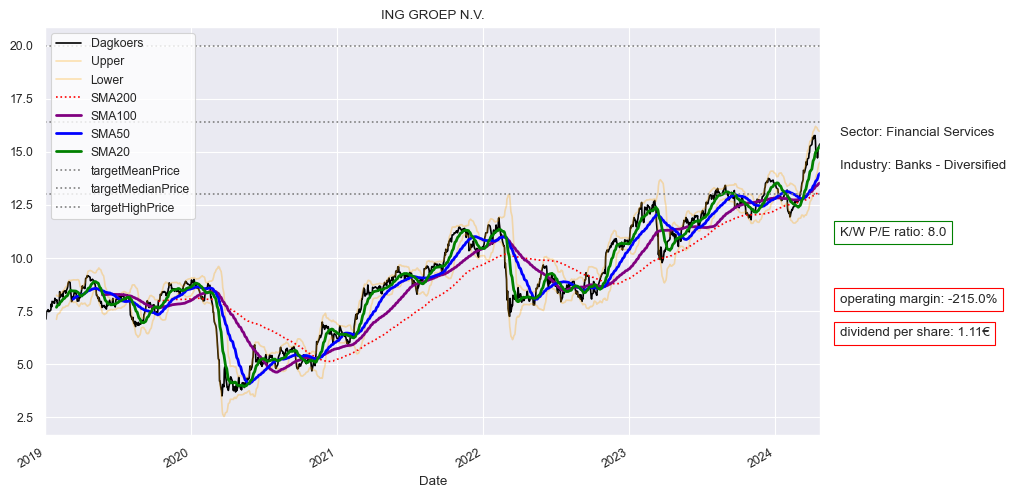 ING GROEP N.V.
20.0
17.5
15.0
12.5
10.0
7.5
5.0
2.5
Dagkoers
Upper
Lower
SMA200
SMA100
SMA50
SMA20
targetMeanPrice
targetMedianPrice
targetHighPrice
Sector: Financial Services
Industry: Banks - Diversified
K/W P/E ratio: 8.0
operating margin: -215.0%
dividend per share: 1.11€
2019
2020
2021
2022
2023
2024
Date